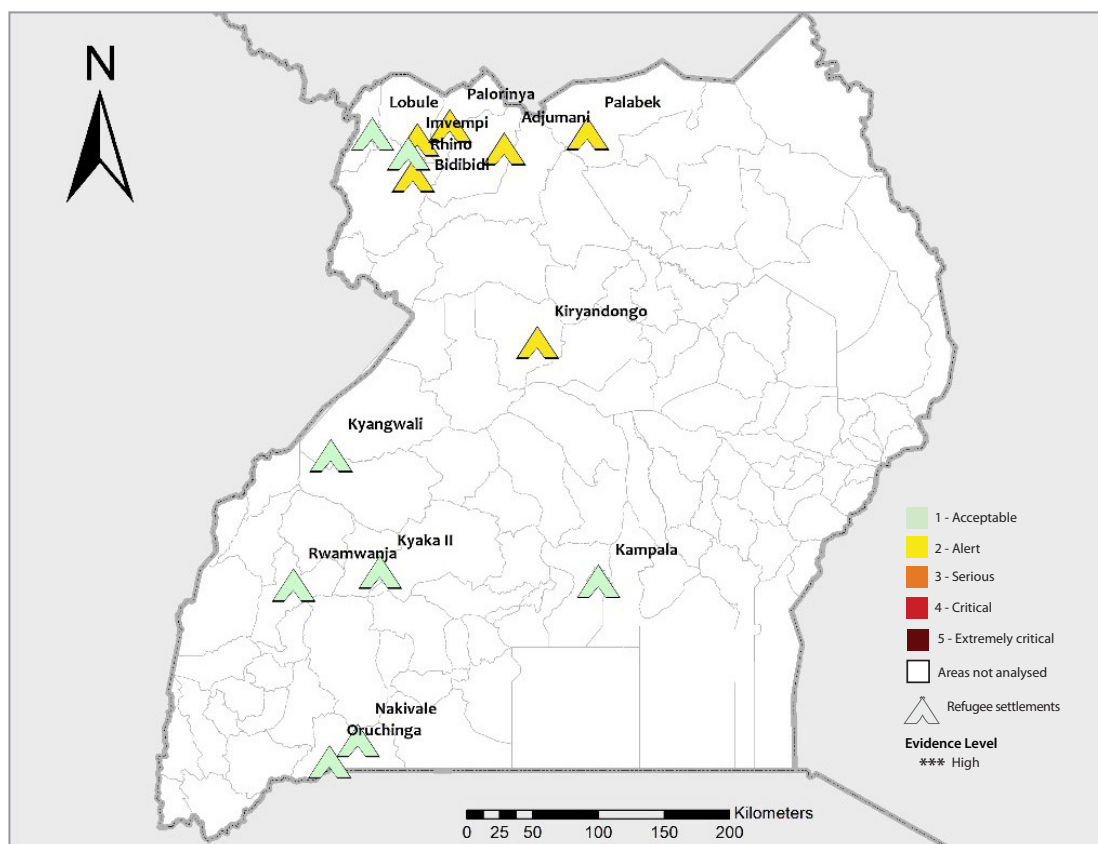 N
Lobule
Palorinya
Imvempi
Adjumani
Palabek
Rhino
Bidibidi
Kiryandongo
Kyangwali
Kyaka II
Rwamwanja
Kampala
Nakivale
Oruchinga
1 - Acceptable
2 - Alert
3 - Serious
4 - Critical
5 - Extremely critical
Areas not analysed
Refugee settlements
Evidence Level
*** High
Kilometers
0 25 50 100 150 200